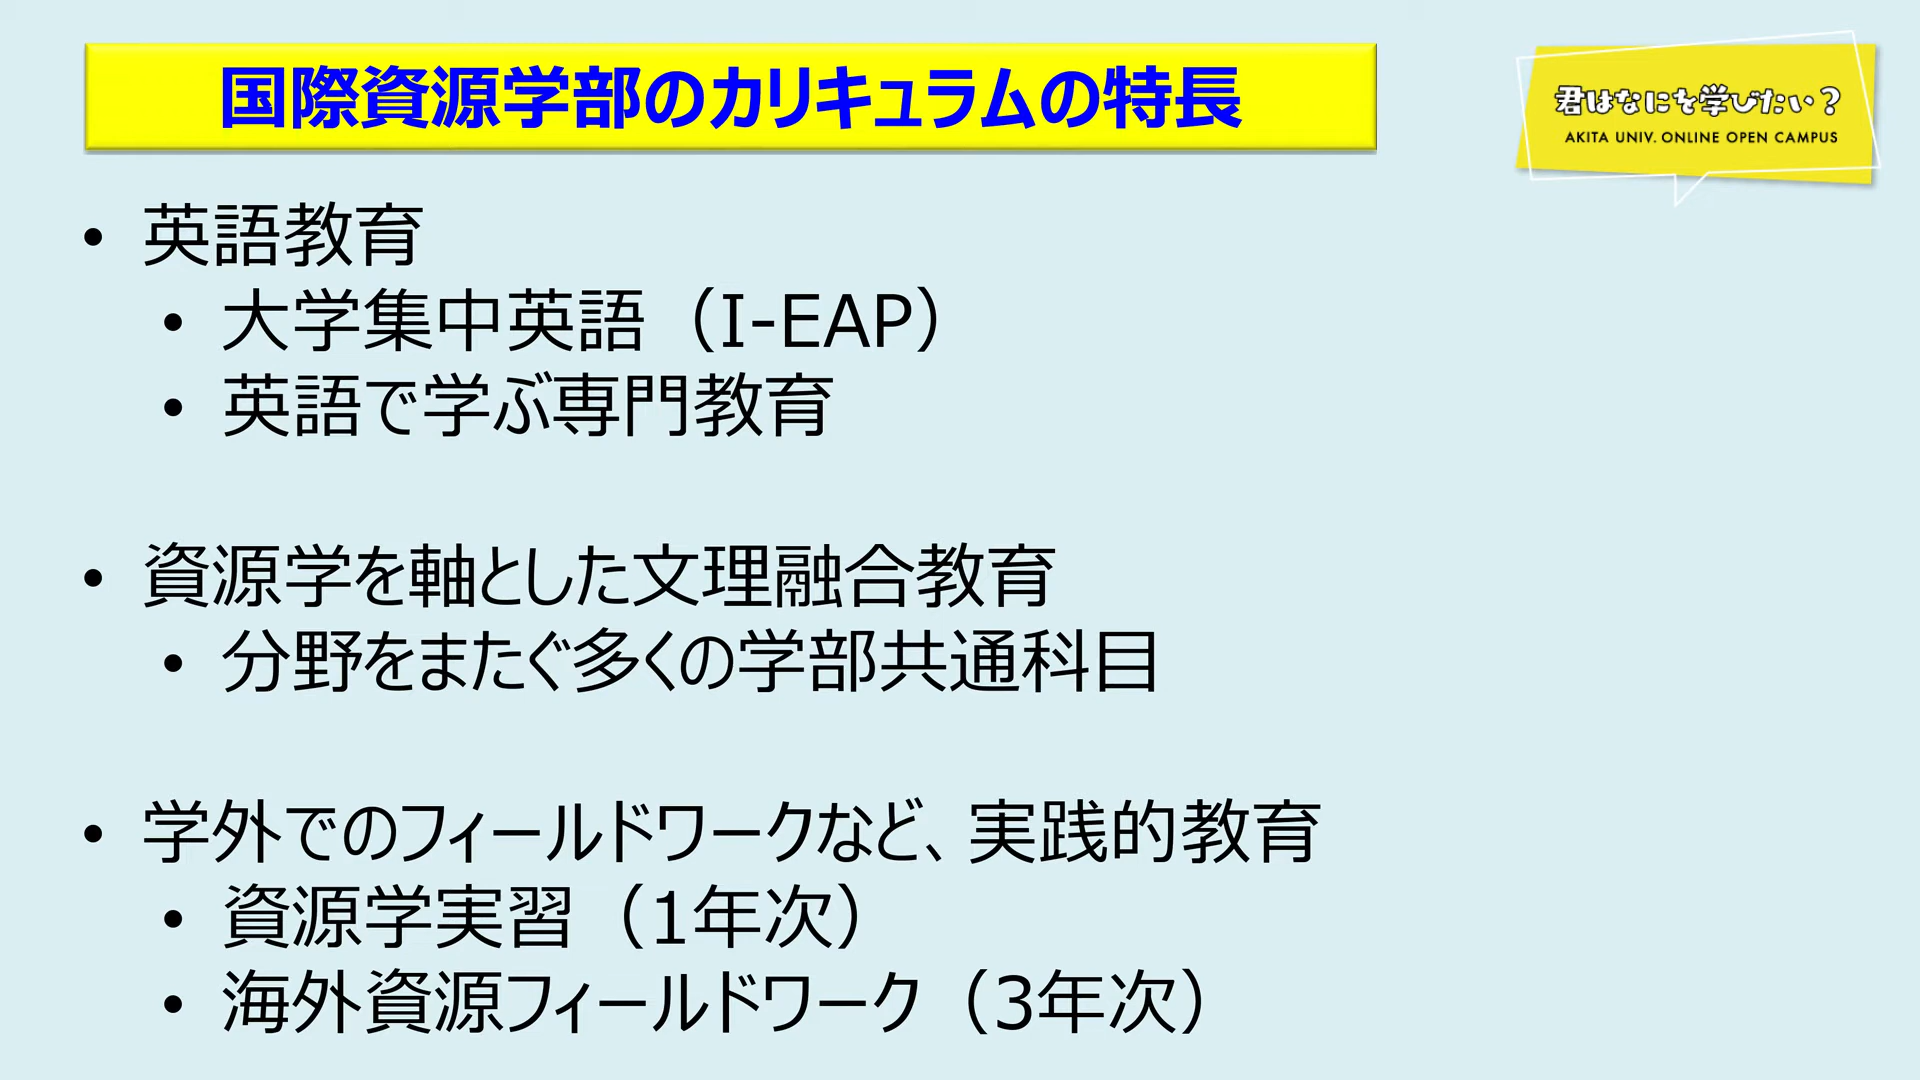 国際資源学部のカリキュラムの特長
君はなにを学びたい？
AKITA UNIV. ONLINE OPEN CAMPUS
• 英語教育
• 大学集中英語（I-EAP）
• 英語で学ぶ専門教育
• 資源学を軸とした文理融合教育
• 分野をまたぐ多くの学部共通科目
• 学外でのフィールドワークなど、実践的教育
• 資源学実習（1年次）
• 海外資源フィールドワーク（3年次）